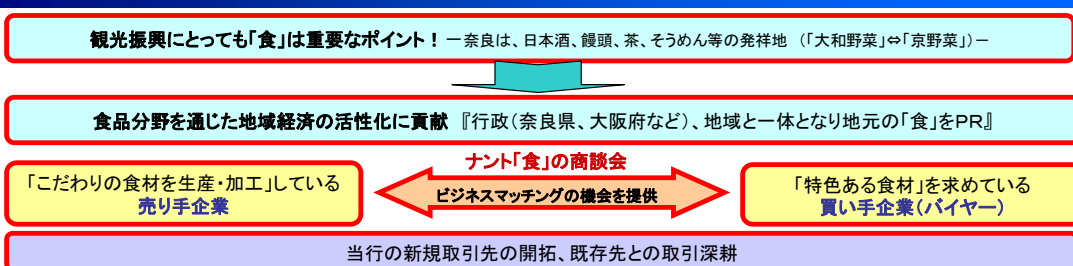 観光振興にとっても「食」は重要なポイント！ －奈良は、日本酒、饅頭、茶、そうめん等の発祥地 （「大和野菜」⇔「京野菜」）－
食品分野を通じた地域経済の活性化に貢献 『行政（奈良県、大阪府など）、地域と一体となり地元の「食」をPR』
ナント「食」の商談会
「こだわりの食材を生産・加工」している
売り手企業
ビジネスマッチングの機会を提供
「特色ある食材」を求めている
買い手企業（バイヤー）
当行の新規取引先の開拓、既存先との取引深耕